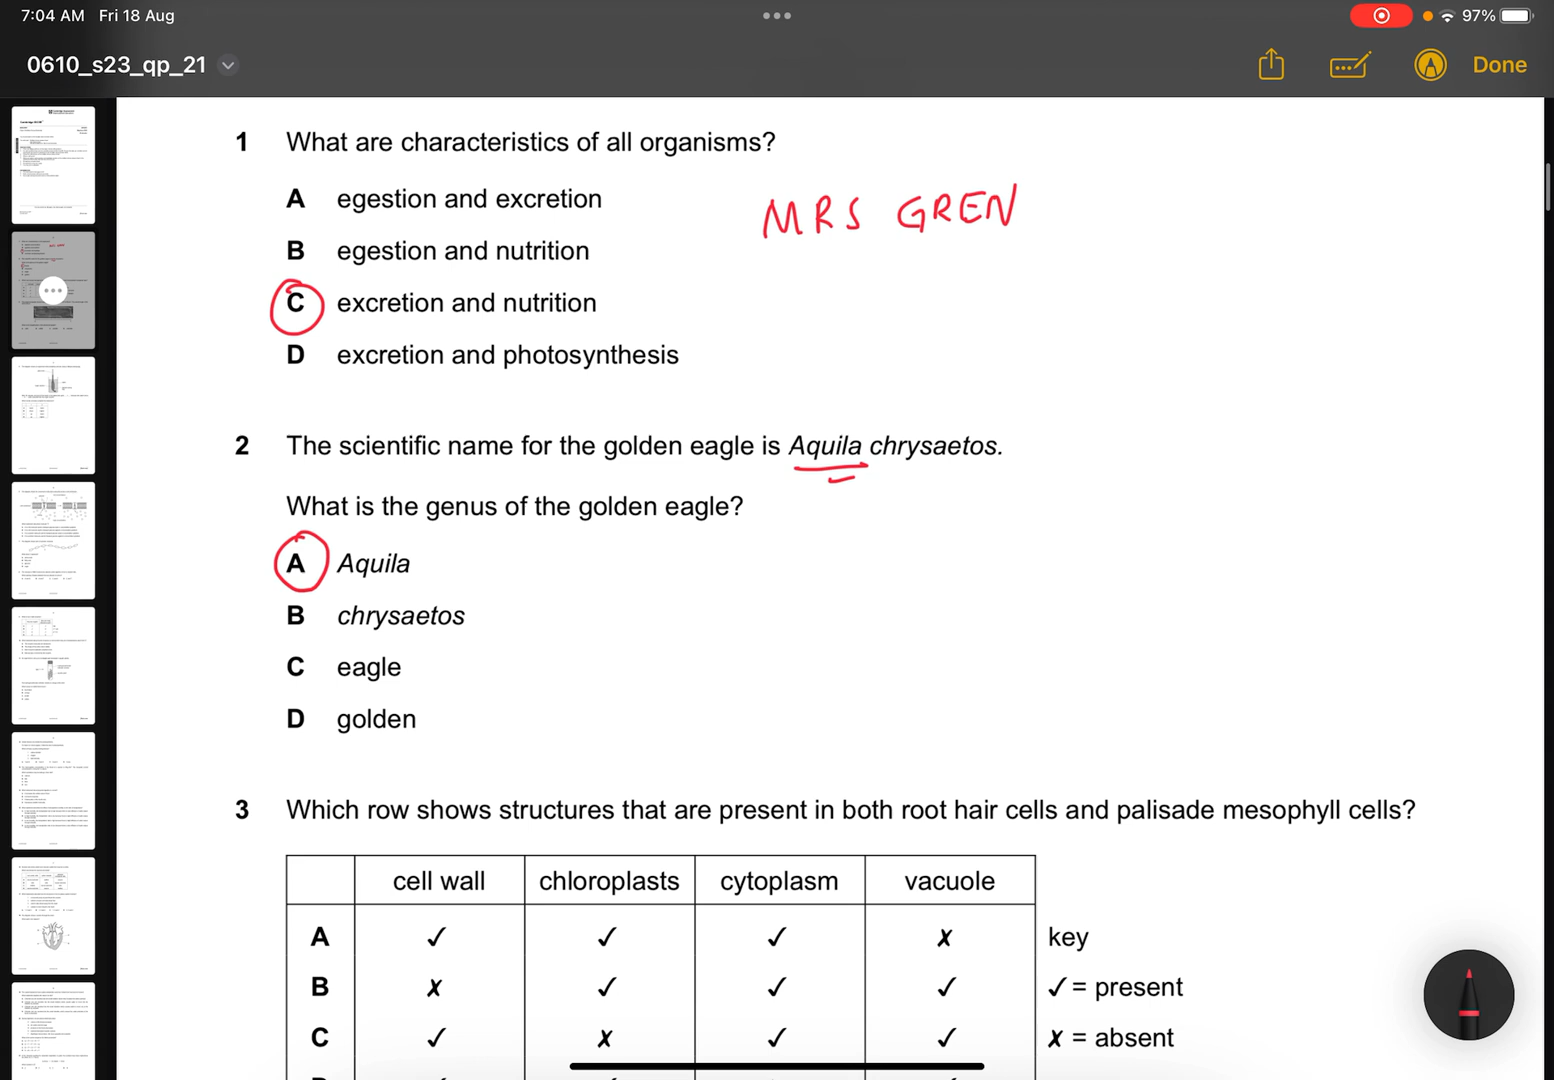 7:04 AM Fri 18 Aug
97%
0610_s23_qp_21
Done
1 What are characteristics of all organisms?
A egestion and excretion
MRS GREN
B egestion and nutrition
C excretion and nutrition
D excretion and photosynthesis
2 The scientific name for the golden eagle is Aquila chrysaetos.
What is the genus of the golden eagle?
A Aquila
B chrysaetos
C eagle
D golden
3 Which row shows structures that are present in both root hair cells and palisade mesophyll cells?
cell wall chloroplasts cytoplasm vacuole
A ✓ ✓ ✓ ✗ key
B ✗ ✓ ✓ ✓ ✓ = present
C ✓ ✗ ✓ ✓ ✗ = absent